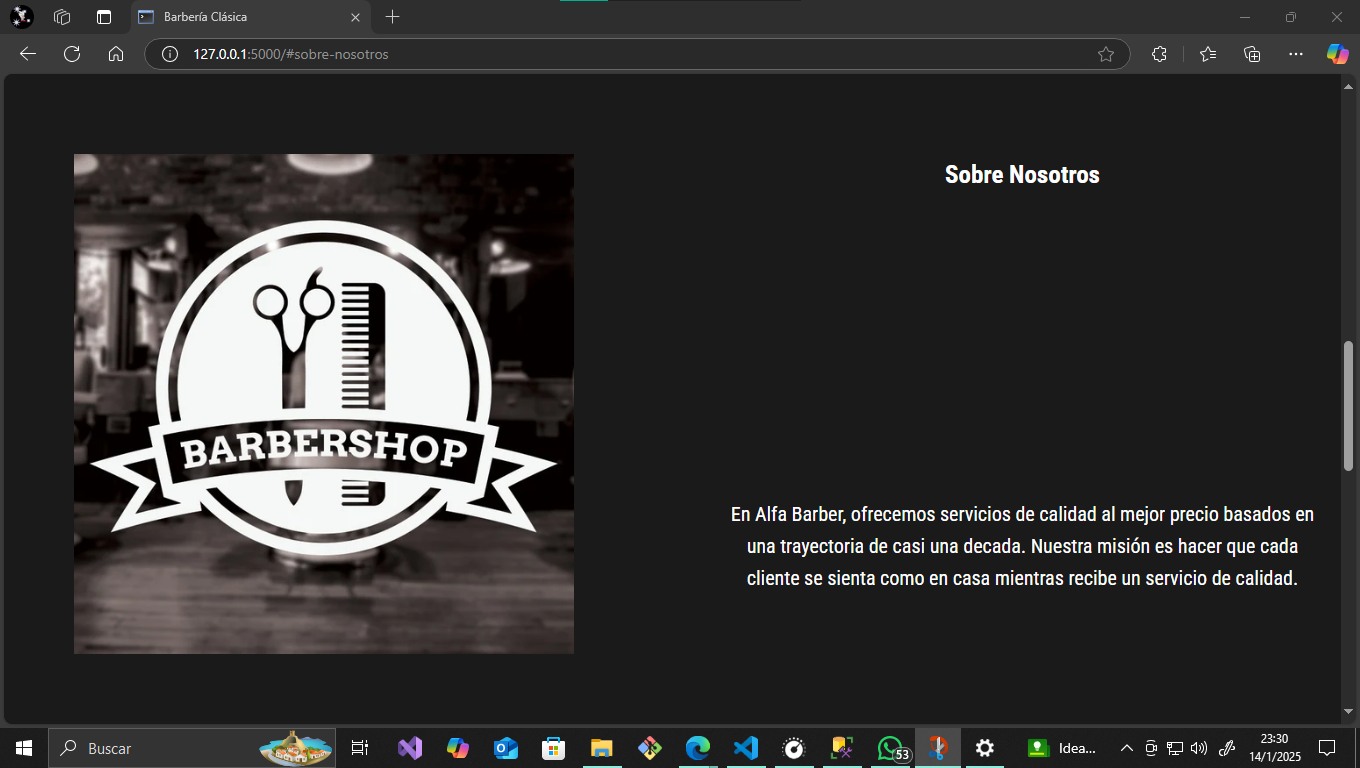 Barbería Clásica
127.0.0.1:5000/#sobre-nosotros
BARBERSHOP
Sobre Nosotros
En Alfa Barber, ofrecemos servicios de calidad al mejor precio basados en
una trayectoria de casi una decada. Nuestra misión es hacer que cada
cliente se sienta como en casa mientras recibe un servicio de calidad.
Buscar
53
Idea...
23:30
14/1/2025